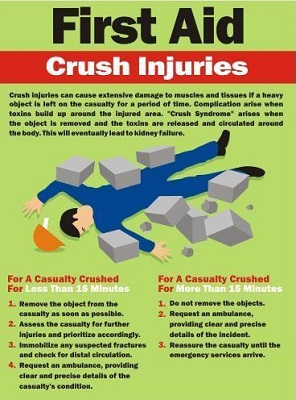 First Aid
Crush Injuries
Crush injuries can cause extensive damage to muscles and tissues if a heavy
object is left on the casualty for a period of time. Complication arise when
toxins build up around the injured area. "Crush Syndrome" arises when
the object is removed and the toxins are released and circulated around
the body. This will eventually lead to kidney failure.
For A Casualty Crushed
For Less Than 15 Minutes
1. Remove the object from the
casualty as soon as possible.
2. Assess the casualty for further
injuries and prioritize accordingly.
3. Immobilize any suspected fractures
and check for distal circulation.
4. Request an ambulance, providing
clear and precise details of the
casualty's condition.
For A Casualty Crushed
For More Than 15 Minutes
1. Do not remove the objects.
2. Request an ambulance,
providing clear and precise
details of the incident.
3. Reassure the casualty until the
emergency services arrive.